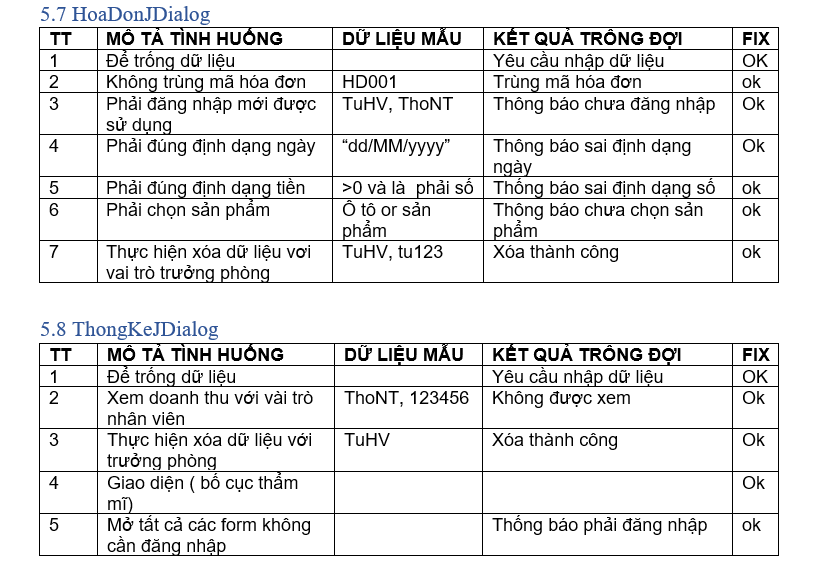 5.7 HoaDonJDialog
TT MÔ TẢ TÌNH HUỐNG DỮ LIỆU MẪU KẾT QUẢ TRÔNG ĐỢI FIX
1 Để trống dữ liệu Yêu cầu nhập dữ liệu OK
2 Không trùng mã hóa đơn HD001 Trùng mã hóa đơn ok
3 Phải đăng nhập mới được TuHV, ThoNT Thông báo chưa đăng nhập Ok
sử dụng
4 Phải đúng định dạng ngày “dd/MM/yyyy” Thông báo sai định dạng Ok
ngày
5 Phải đúng định dạng tiền >0 và là phải số Thống báo sai định dạng số ok
6 Phải chọn sản phẩm Ô tô or sản Thông báo chưa chọn sản ok
phẩm phẩm
7 Thực hiện xóa dữ liệu vơi TuHV, tu123 Xóa thành công ok
vai trò trưởng phòng
5.8 ThongKeJDialog
TT MÔ TẢ TÌNH HUỐNG DỮ LIỆU MẪU KẾT QUẢ TRÔNG ĐỢI FIX
1 Để trống dữ liệu Yêu cầu nhập dữ liệu OK
2 Xem doanh thu với vài trò ThoNT, 123456 Không được xem Ok
nhân viên
3 Thực hiện xóa dữ liệu với TuHV Xóa thành công Ok
trưởng phòng
4 Giao diện ( bố cục thẩm Ok
mĩ)
5 Mở tất cả các form không Thống báo phải đăng nhập ok
cần đăng nhập